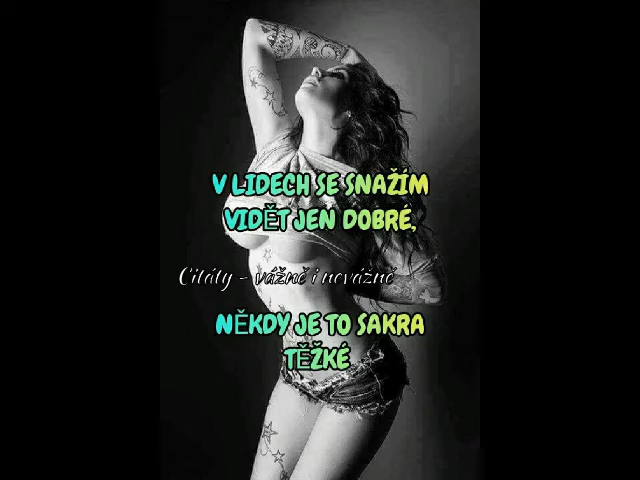 V LIDECH SE SNAŽÍM
VIDĚT JEN DOBRÉ,
Citáty - vážně i nevážně
NĚKDY JE TO SAKRA
TĚŽKÉ